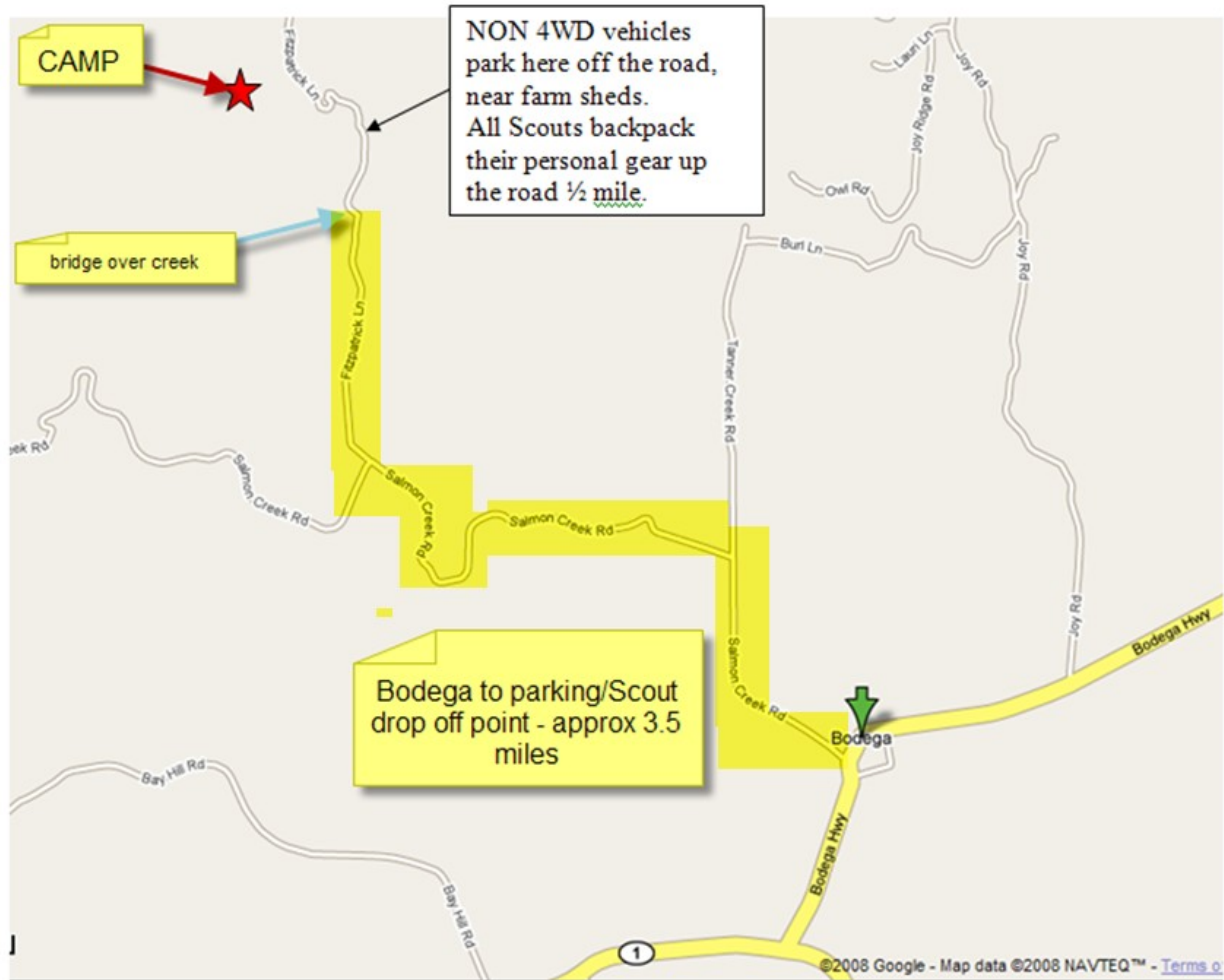 CAMP
Fitzpatrick Ln
NON 4WD vehicles
park here off the road,
near farm sheds.
All Scouts backpack
their personal gear up
the road ½ mile.
Lauri Ln
Joy Rd
Joy Ridge Rd
Owl Rd
Burl Ln
Joy Rd
bridge over creek
Fitzpatrick Ln
Tanner Creek Rd
eek Rd
Salmon Creek Rd
Salmon Creek Rd
Salmon Creek Rd
Joy Rd
Bodega Hwy
Salmon Creek Rd
Bodega to parking/Scout
drop off point - approx 3.5
miles
Bodega
Bay Hill Rd
Bodega Hwy
Bay Hill Rd
1
©2008 Google - Map data ©2008 NAVTEQ™ - Terms o